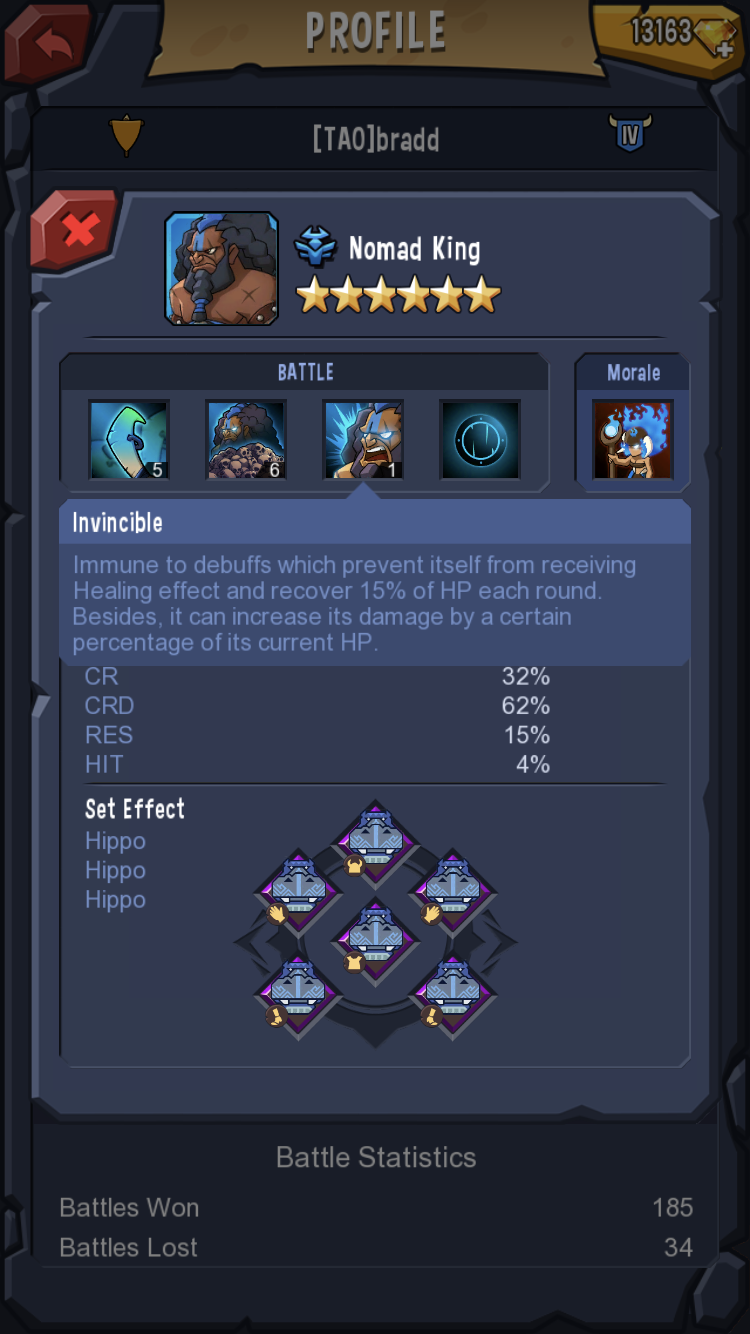 PROFILE
13163
[TAO]bradd
IV
Nomad King
BATTLE
Morale
5
6
1
Invincible
Immune to debuffs which prevent itself from receiving
Healing effect and recover 15% of HP each round.
Besides, it can increase its damage by a certain
percentage of its current HP.
CR 32%
CRD 62%
RES 15%
HIT 4%
Set Effect
Hippo
Hippo
Hippo
Battle Statistics
Battles Won 185
Battles Lost 34